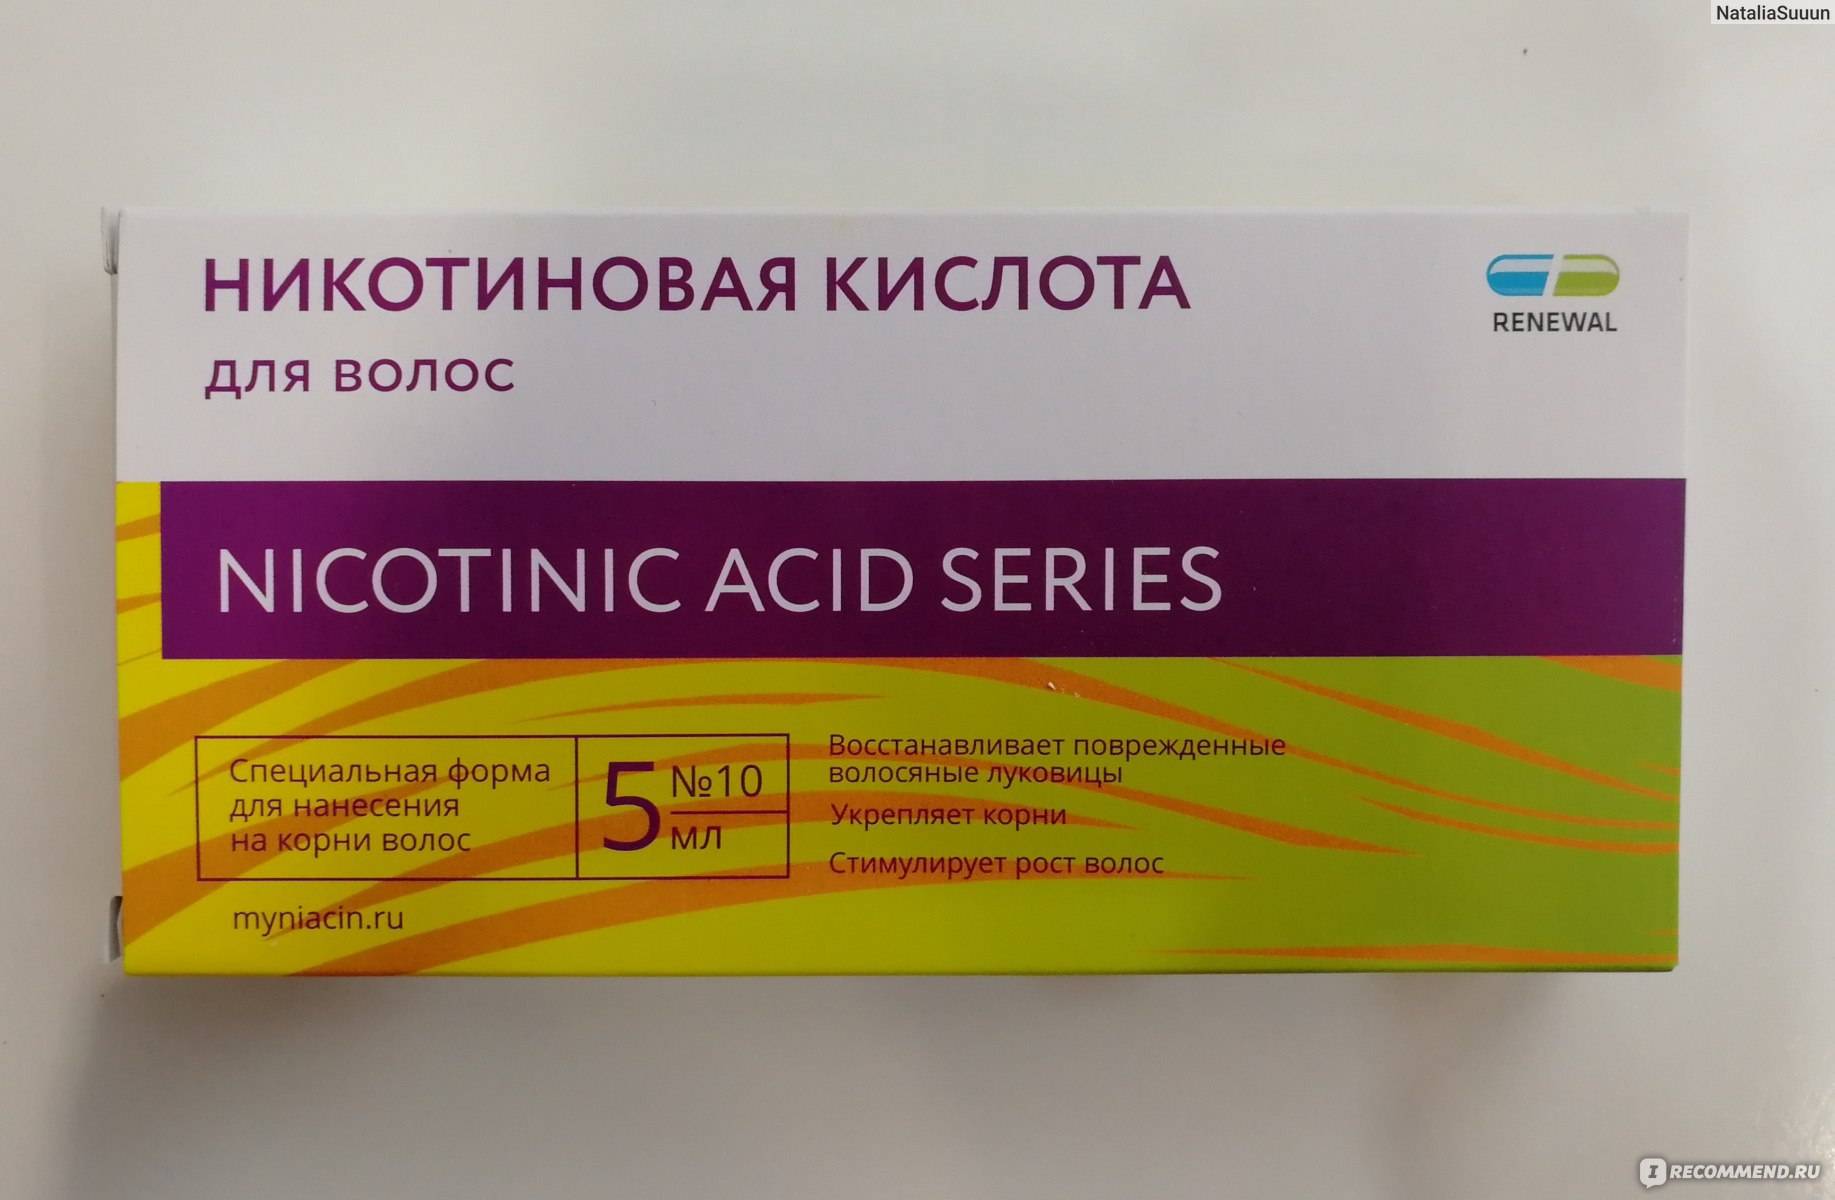 NataliaSuuun
НИКОТИНОВАЯ КИСЛОТА
для волос
RENEWAL
NICOTINIC ACID SERIES
Специальная форма
для нанесения
на корни волос
5 №10
мл
Восстанавливает поврежденные
волосяные луковицы
Укрепляет корни
Стимулирует рост волос
myniacin.ru
IRECOMMEND.RU